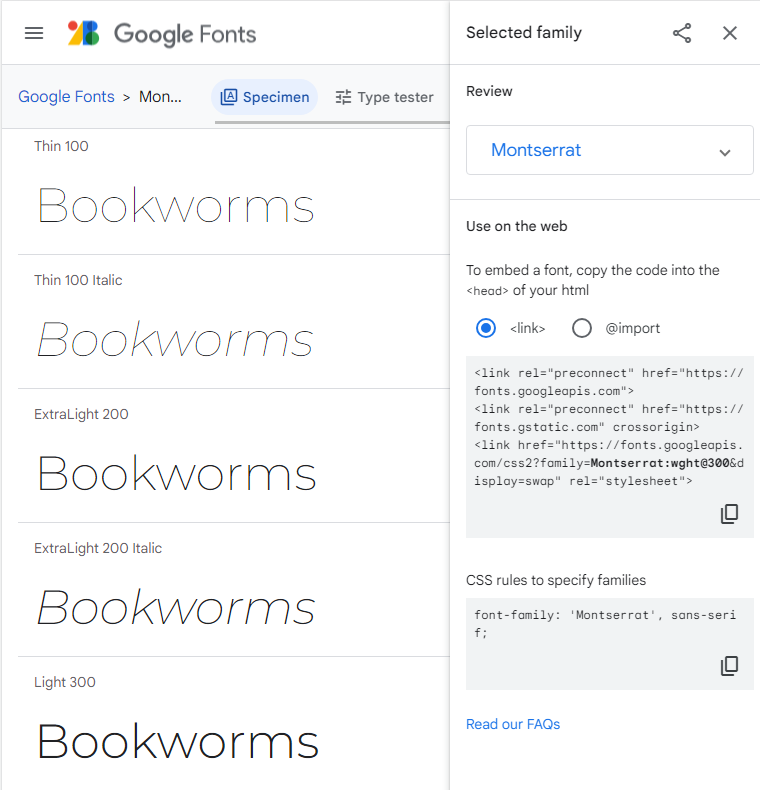 Google Fonts
Google Fonts > Mon...
Specimen
Type tester
Thin 100
Bookworms
Thin 100 Italic
Bookworms
ExtraLight 200
Bookworms
ExtraLight 200 Italic
Bookworms
Light 300
Bookworms
Selected family
Review
Montserrat
Use on the web
To embed a font, copy the code into the
<head> of your html
<link>
@import
<link rel="preconnect" href="https://
fonts.googleapis.com">
<link rel="preconnect" href="https://
fonts.gstatic.com" crossorigin>
<link href="https://fonts.googleapis.
com/css2?family=Montserrat:wght@300&d
isplay=swap" rel="stylesheet">
CSS rules to specify families
font-family: 'Montserrat', sans-seri
f;
Read our FAQs